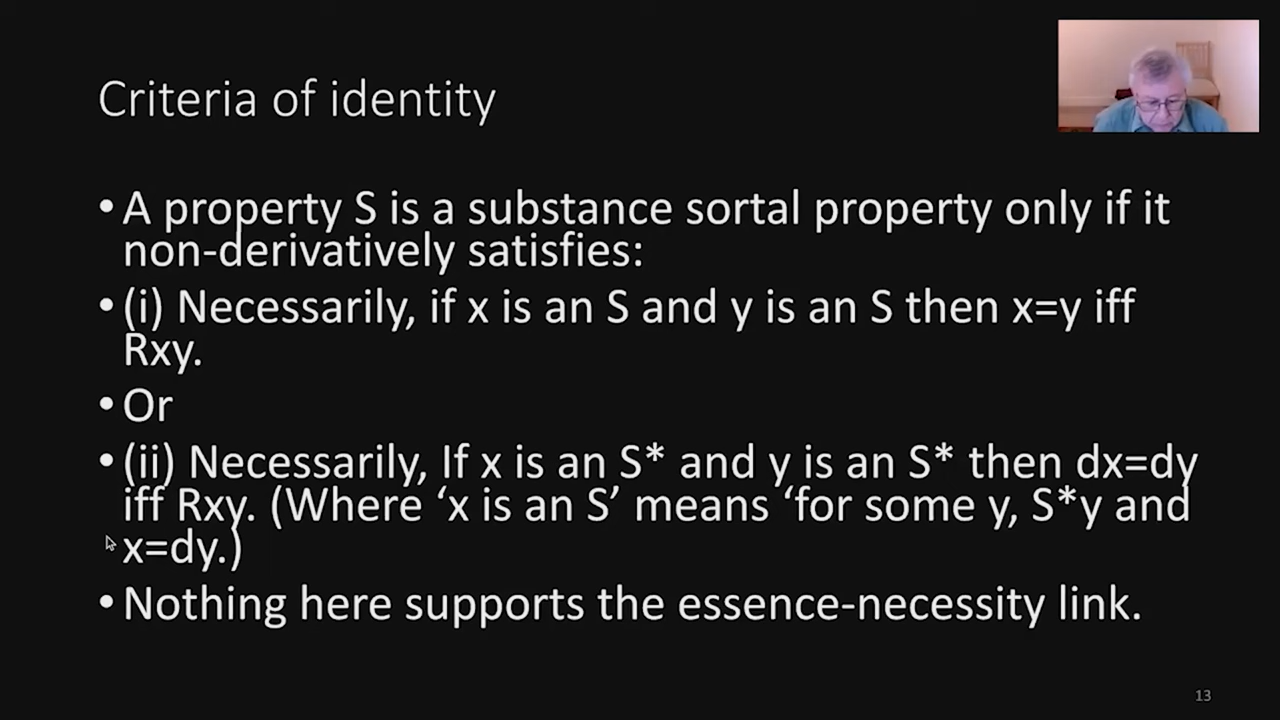 Criteria of identity
• A property S is a substance sortal property only if it
non-derivatively satisfies:
• (i) Necessarily, if x is an S and y is an S then x=y iff
Rxy.
• Or
• (ii) Necessarily, If x is an S* and y is an S* then dx=dy
iff Rxy. (Where ‘x is an S’ means ‘for some y, S*y and
x=dy.)
• Nothing here supports the essence-necessity link.
13